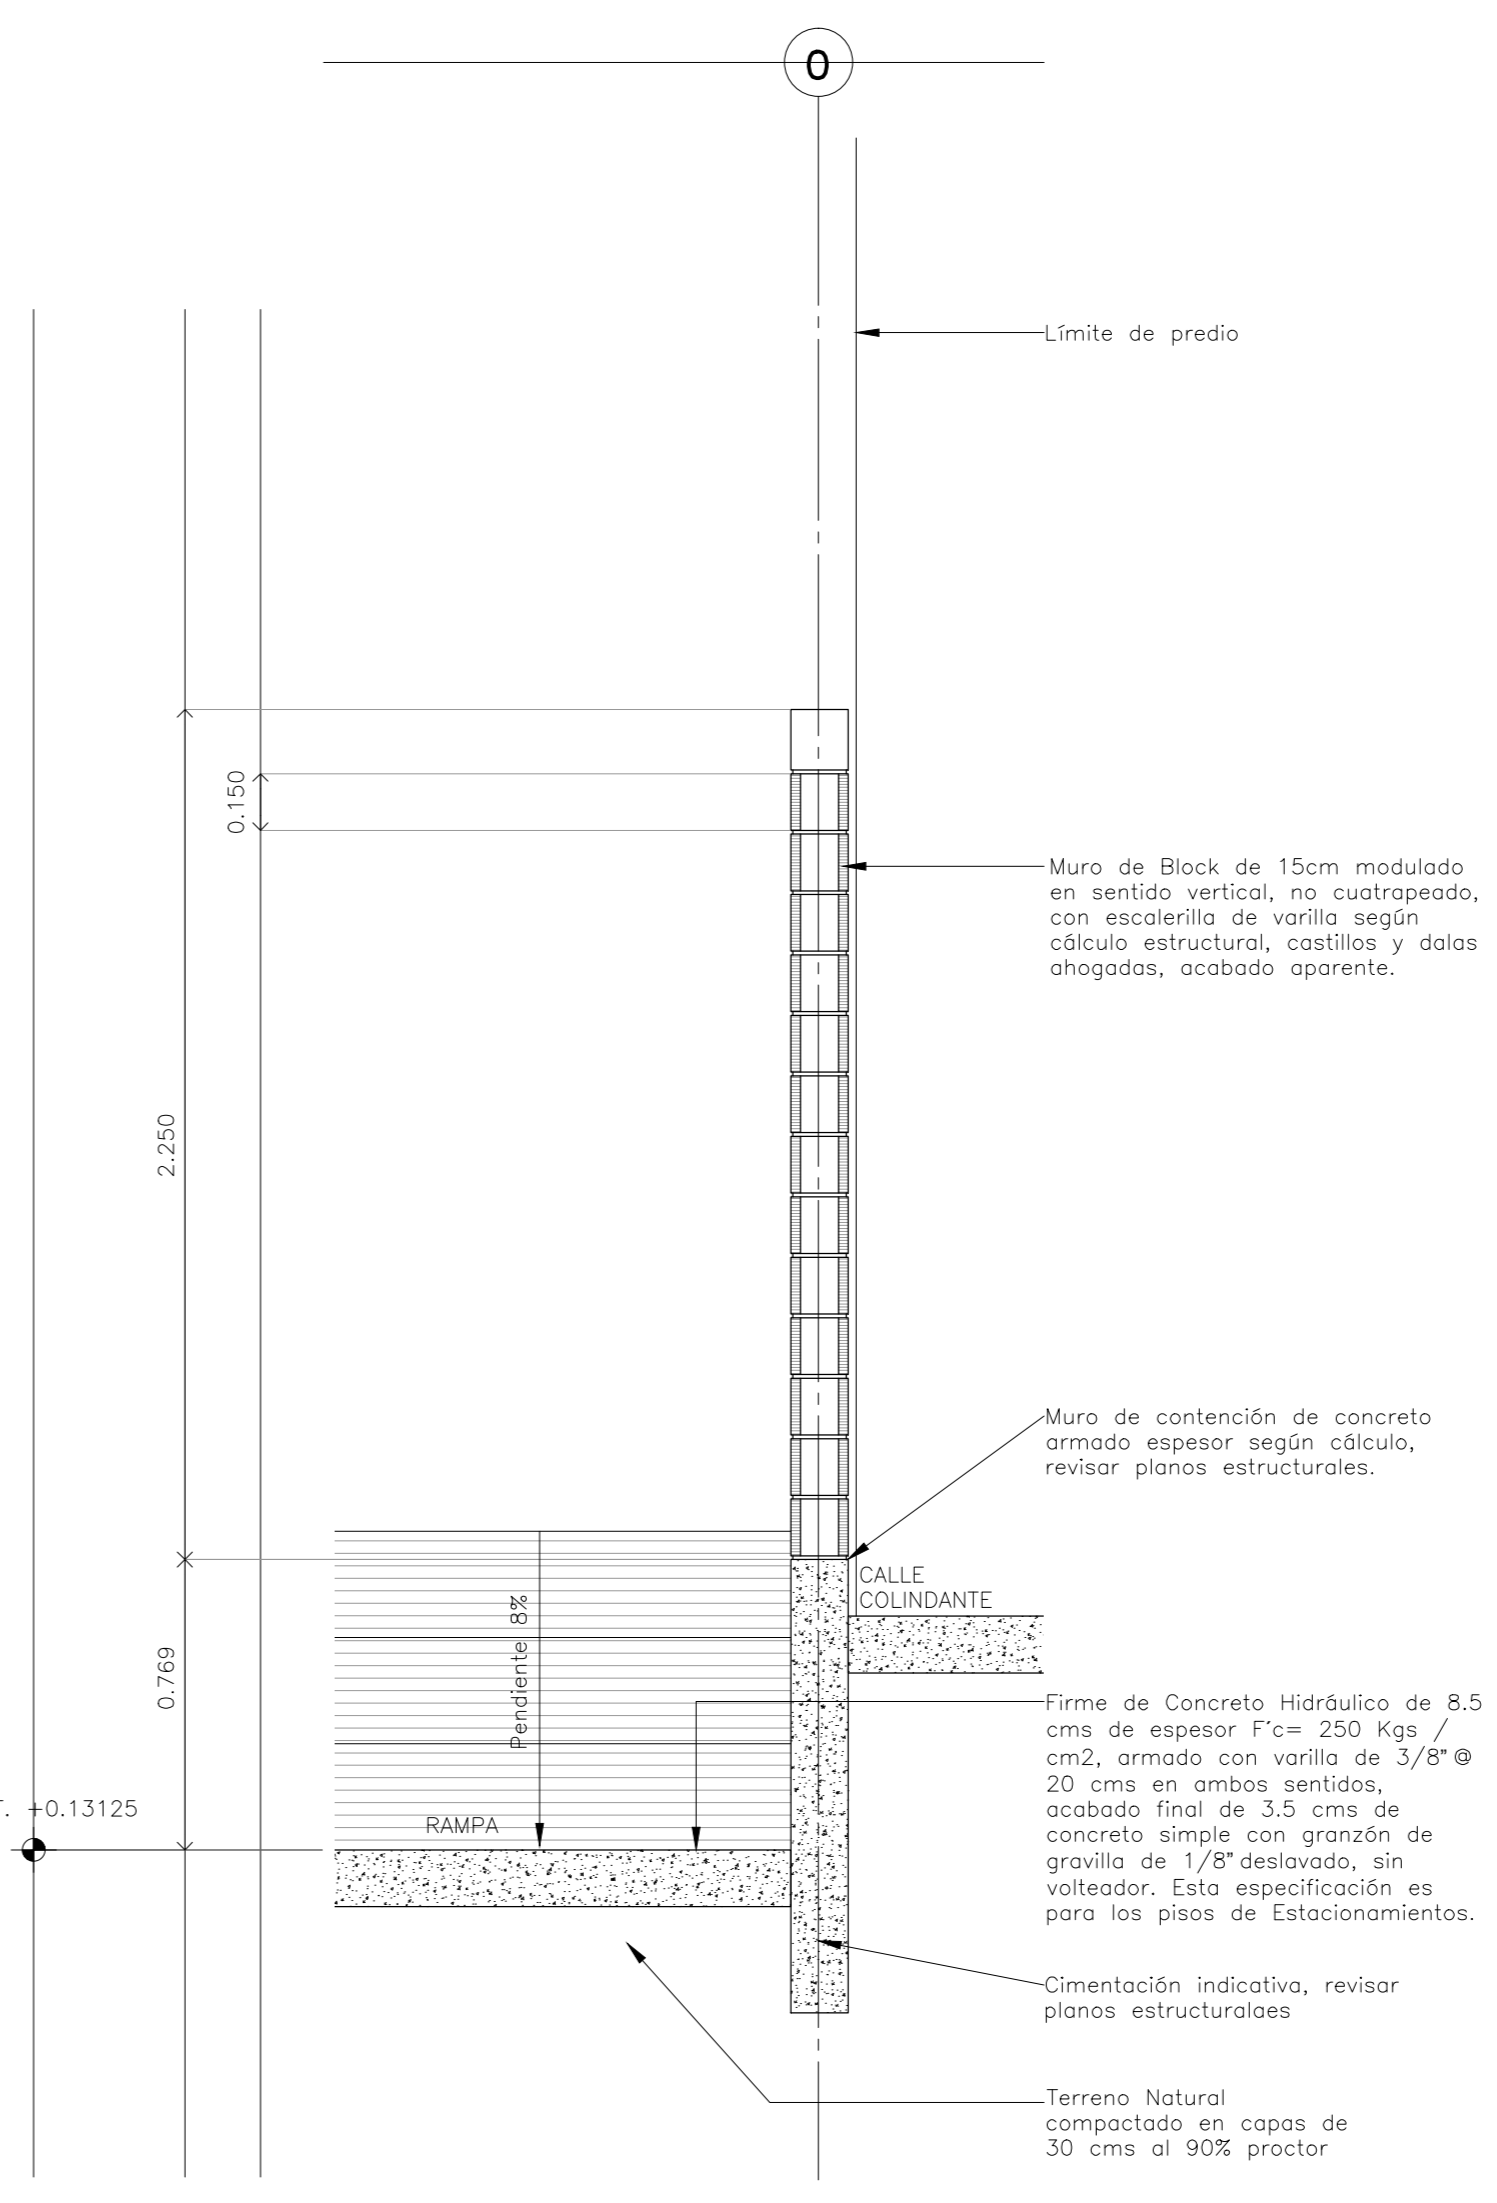 0
Límite de predio
0.150
Muro de Block de 15cm modulado
en sentido vertical, no cuatrapeado,
con escalerilla de varilla según
cálculo estructural, castillos y dalas
ahogadas, acabado aparente.
2.250
Muro de contención de concreto
armado espesor según cálculo,
revisar planos estructurales.
CALLE
COLINDANTE
Pendiente 8%
0.769
Firme de Concreto Hidráulico de 8.5
cms de espesor F'c= 250 Kgs /
cm2, armado con varilla de 3/8"@
20 cms en ambos sentidos,
acabado final de 3.5 cms de
concreto simple con granzón de
gravilla de 1/8" deslavado, sin
volteador. Esta especificación es
para los pisos de Estacionamientos.
+0.13125
RAMPA
Cimentación indicativa, revisar
planos estructuralaes
Terreno Natural
compactado en capas de
30 cms al 90% proctor